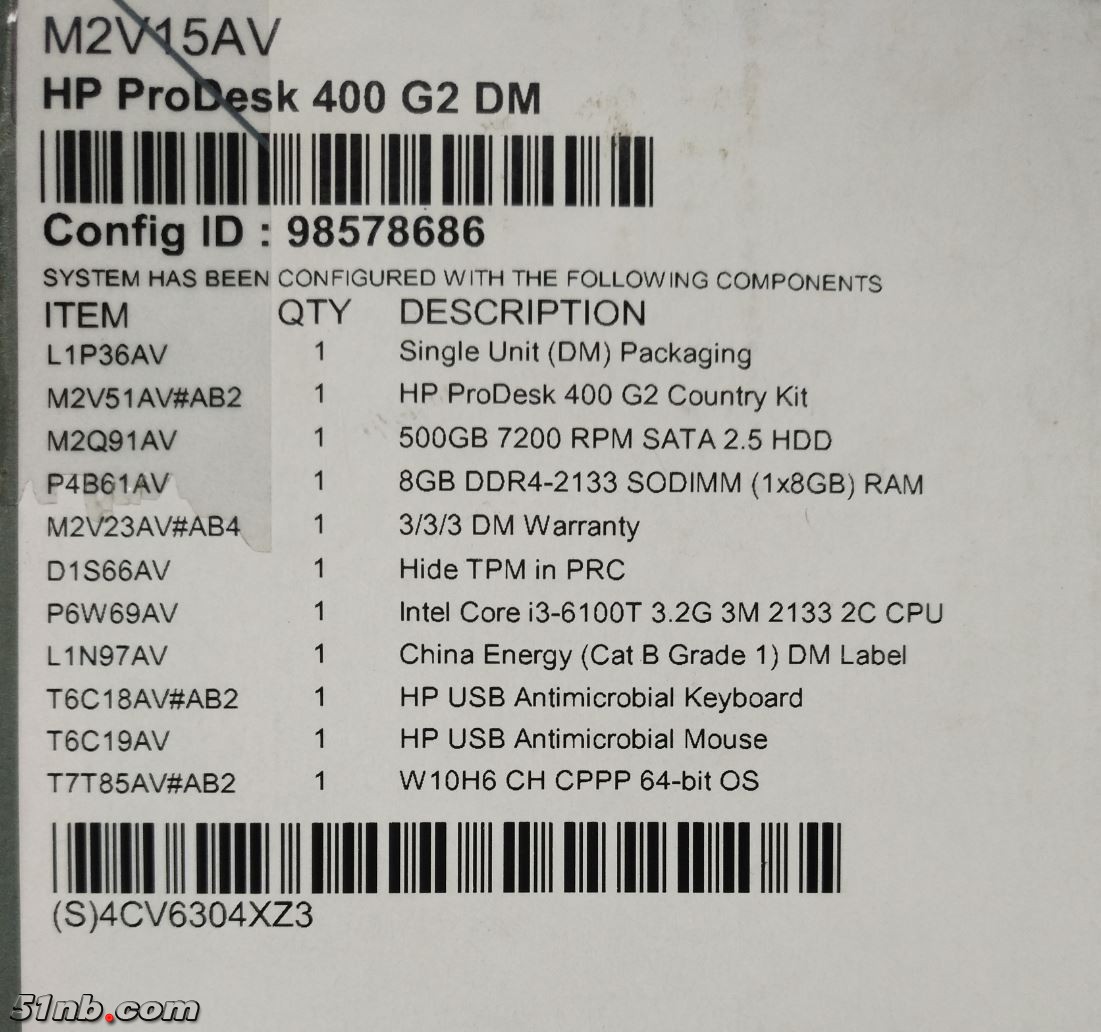 M2V15AV
HP ProDesk 400 G2 DM
Config ID : 98578686
SYSTEM HAS BEEN CONFIGURED WITH THE FOLLOWING COMPONENTS
ITEM QTY DESCRIPTION
L1P36AV 1 Single Unit (DM) Packaging
M2V51AV#AB2 1 HP ProDesk 400 G2 Country Kit
M2Q91AV 1 500GB 7200 RPM SATA 2.5 HDD
P4B61AV 1 8GB DDR4-2133 SODIMM (1x8GB) RAM
M2V23AV#AB4 1 3/3/3 DM Warranty
D1S66AV 1 Hide TPM in PRC
P6W69AV 1 Intel Core i3-6100T 3.2G 3M 2133 2C CPU
L1N97AV 1 China Energy (Cat B Grade 1) DM Label
T6C18AV#AB2 1 HP USB Antimicrobial Keyboard
T6C19AV 1 HP USB Antimicrobial Mouse
T7T85AV#AB2 1 W10H6 CH CPPP 64-bit OS
(S)4CV6304XZ3
51nb.com